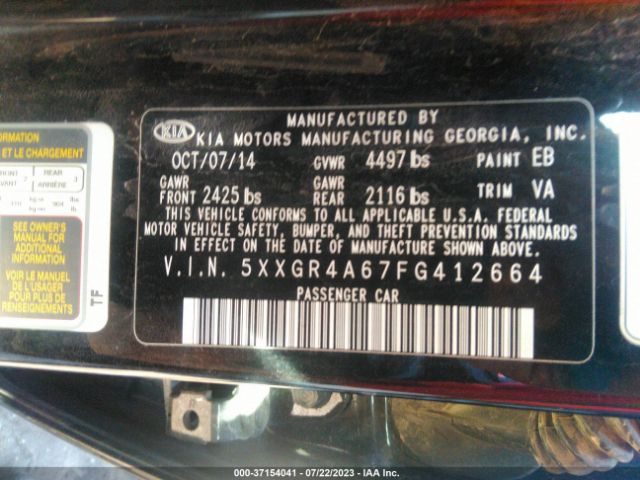 MANUFACTURED BY
KIA KIA MOTORS MANUFACTURING GEORGIA, INC.
OCT/07/14 GVWR 4497 lbs PAINT EB
GAWR FRONT 2425 lbs GAWR REAR 2116 lbs TRIM VA
THIS VEHICLE CONFORMS TO ALL APPLICABLE U.S.A. FEDERAL
MOTOR VEHICLE SAFETY, BUMPER, AND THEFT PREVENTION STANDARDS
IN EFFECT ON THE DATE OF MANUFACTURE SHOWN ABOVE.
V.I.N. 5XXGR4A67FG412664
PASSENGER CAR
ORMATION
ET LE CHARGEMENT
2 REAR 3
VANT ARRIÈRE
SEE OWNER'S
MANUAL FOR
ADDITIONAL
INFORMATION
VOIR LE MANUEL
DE L'USAGER
POUR PLUS DE
RENSEIGNEMENTS
TF
000-37154041 - 07/22/2023 - IAA Inc.